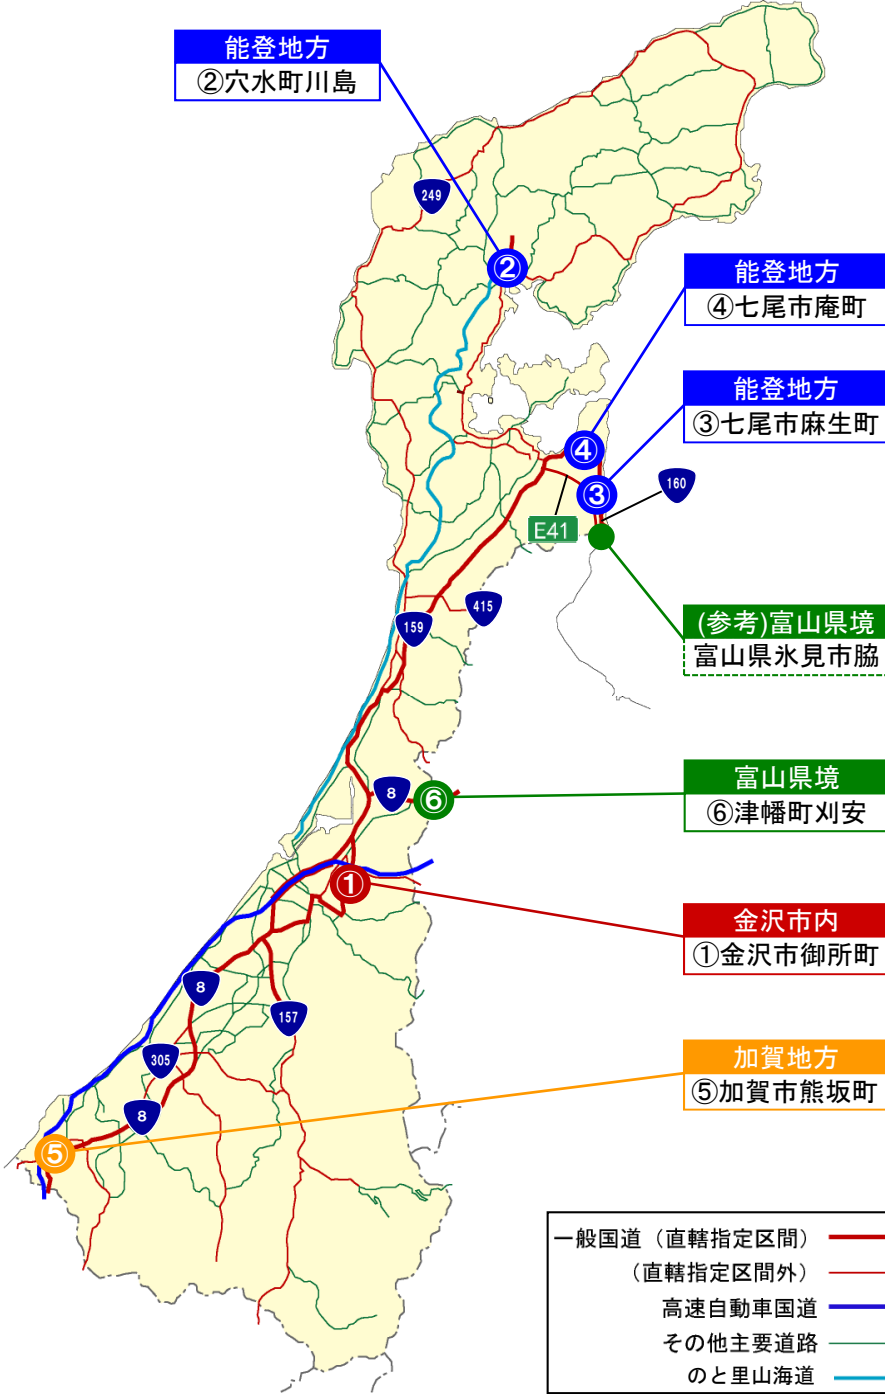 能登地方
②穴水町川島
249
②
能登地方
④七尾市庵町
能登地方
③七尾市麻生町
④
③
160
E41
415
159
(参考)富山県境
富山県氷見市脇
富山県境
⑥津幡町刈安
8
⑥
①
金沢市内
①金沢市御所町
8
157
305
加賀地方
⑤加賀市熊坂町
8
⑤
一般国道（直轄指定区間）
（直轄指定区間外）
高速自動車国道
その他主要道路
のと里山海道